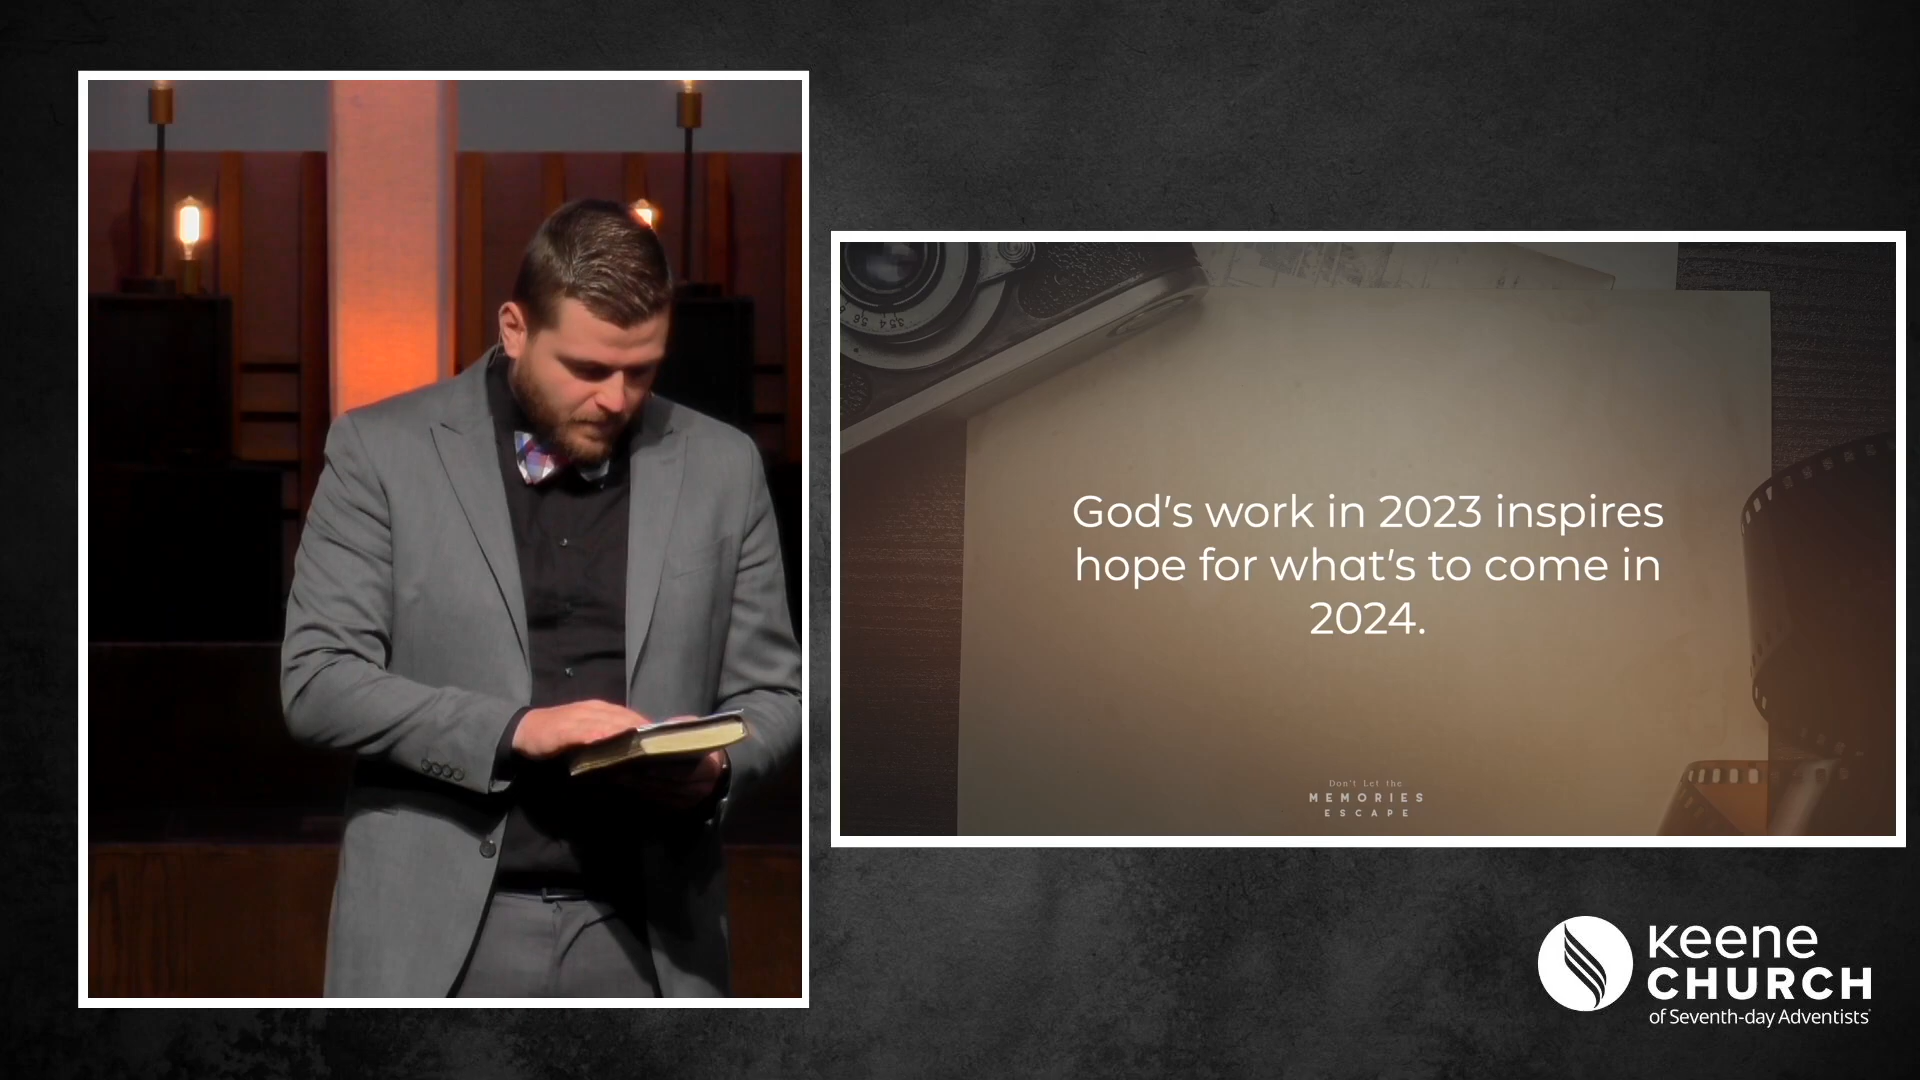 God's work in 2023 inspires
hope for what's to come in
2024.
Don't Let the
MEMORIES
ESCAPE
Keene
CHURCH
of Seventh-day Adventists